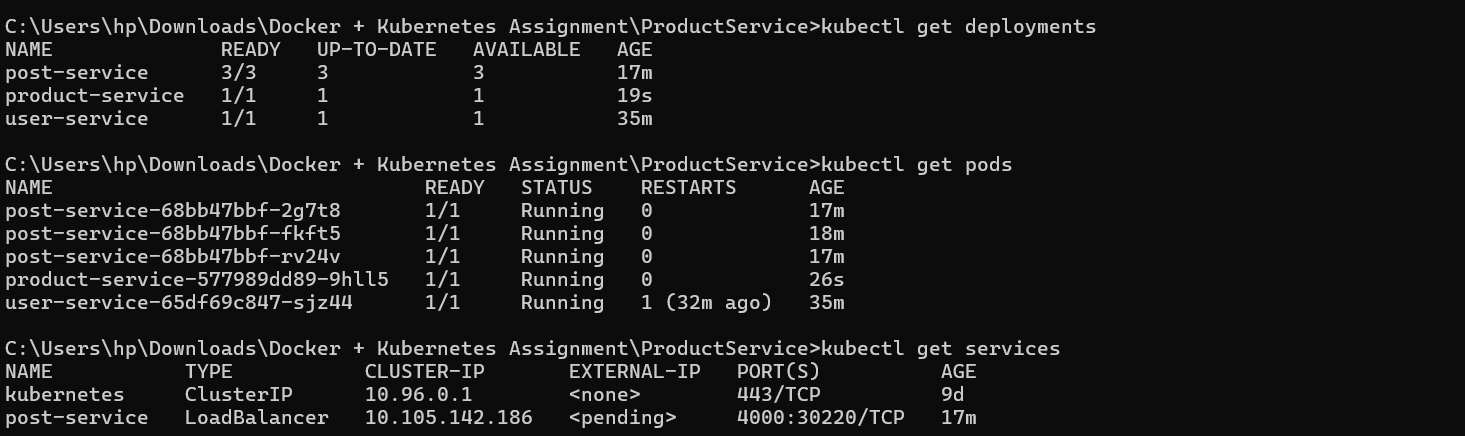 C:\Users\hp\Downloads\Docker + Kubernetes Assignment\ProductService>kubectl get deployments
NAME              READY   UP-TO-DATE   AVAILABLE   AGE
post-service      3/3     3            3           17m
product-service   1/1     1            1           19s
user-service      1/1     1            1           35m
C:\Users\hp\Downloads\Docker + Kubernetes Assignment\ProductService>kubectl get pods
NAME                               READY   STATUS    RESTARTS      AGE
post-service-68bb47bbf-2g7t8       1/1     Running   0             17m
post-service-68bb47bbf-fkft5       1/1     Running   0             18m
post-service-68bb47bbf-rv24v       1/1     Running   0             17m
product-service-577989dd89-9hll5   1/1     Running   0             26s
user-service-65df69c847-sjz44      1/1     Running   1 (32m ago)   35m
C:\Users\hp\Downloads\Docker + Kubernetes Assignment\ProductService>kubectl get services
NAME           TYPE           CLUSTER-IP       EXTERNAL-IP   PORT(S)          AGE
kubernetes     ClusterIP      10.96.0.1        <none>        443/TCP          9d
post-service   LoadBalancer   10.105.142.186   <pending>     4000:30220/TCP   17m